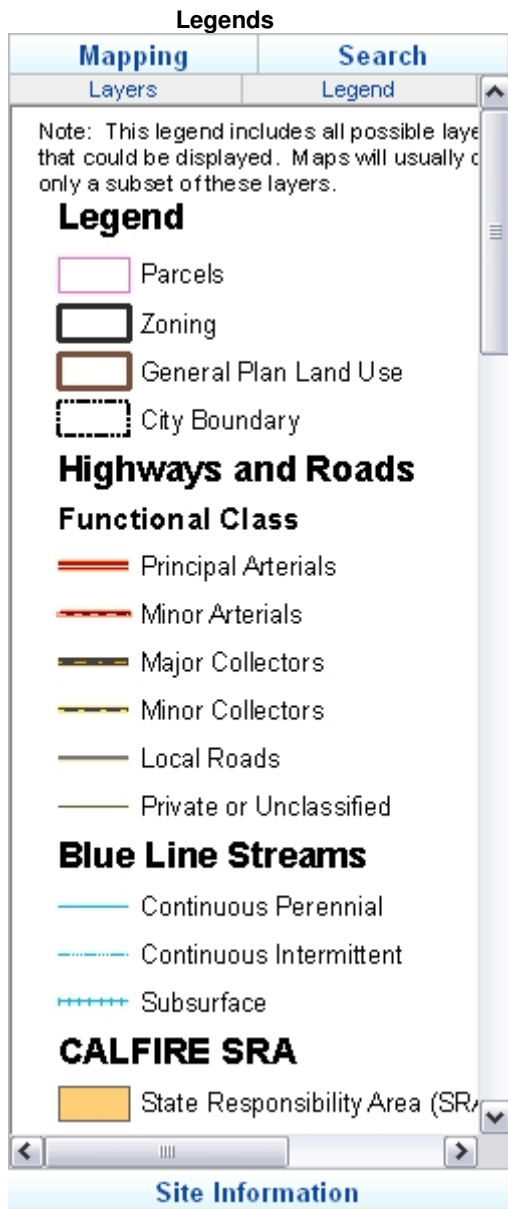 Legends
Mapping Search
Layers Legend
Note: This legend includes all possible laye
that could be displayed. Maps will usually c
only a subset of these layers.
Legend
Parcels
Zoning
General Plan Land Use
City Boundary
Highways and Roads
Functional Class
Principal Arterials
Minor Arterials
Major Collectors
Minor Collectors
Local Roads
Private or Unclassified
Blue Line Streams
Continuous Perennial
Continuous Intermittent
Subsurface
CALFIRE SRA
State Responsibility Area (SRA
Site Information